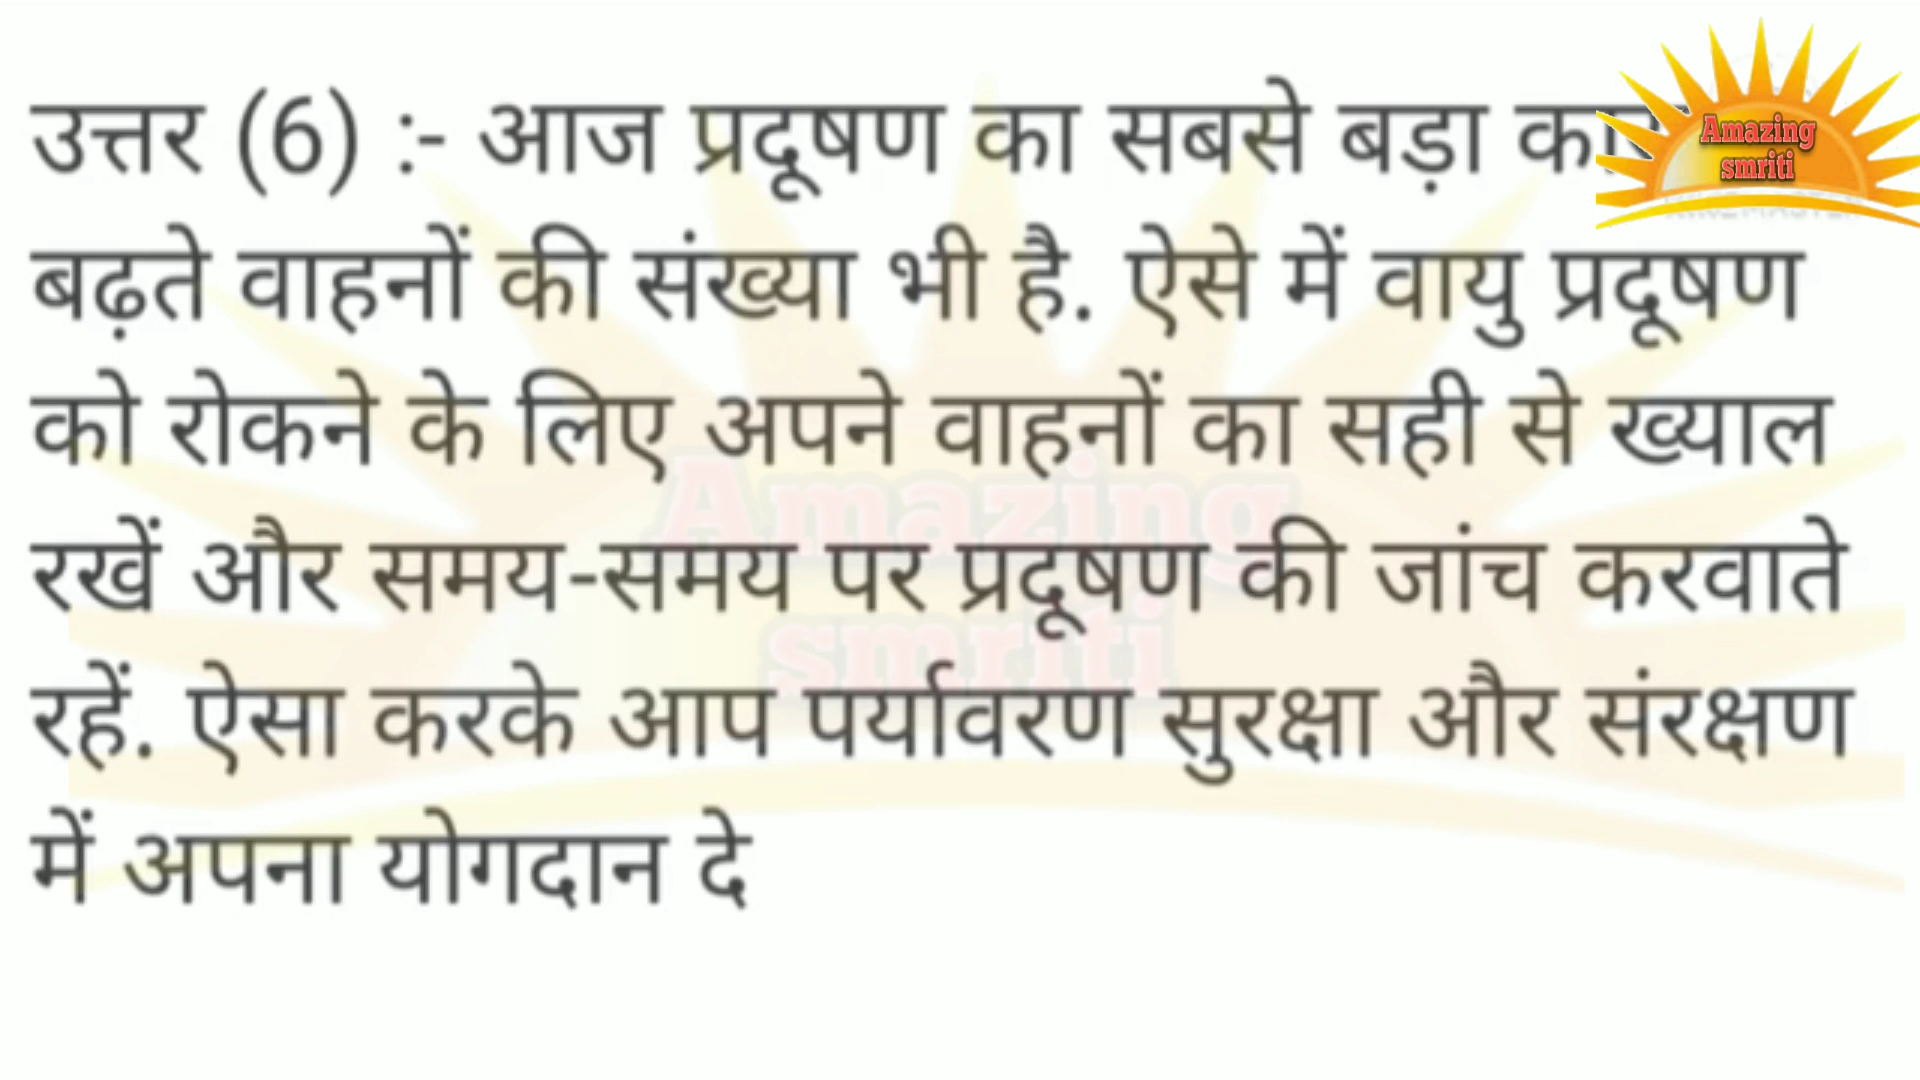 उत्तर (6) :- आज प्रदूषण का सबसे बड़ा
Amazing
smriti
बढ़ते वाहनों की संख्या भी है. ऐसे में वायु प्रदूषण
को रोकने के लिए अपने वाहनों का सही से ख्याल
रखें और समय-समय पर प्रदूषण की जांच करवाते
रहें. ऐसा करके आप पर्यावरण सुरक्षा और संरक्षण
में अपना योगदान दे
Amazing
smriti